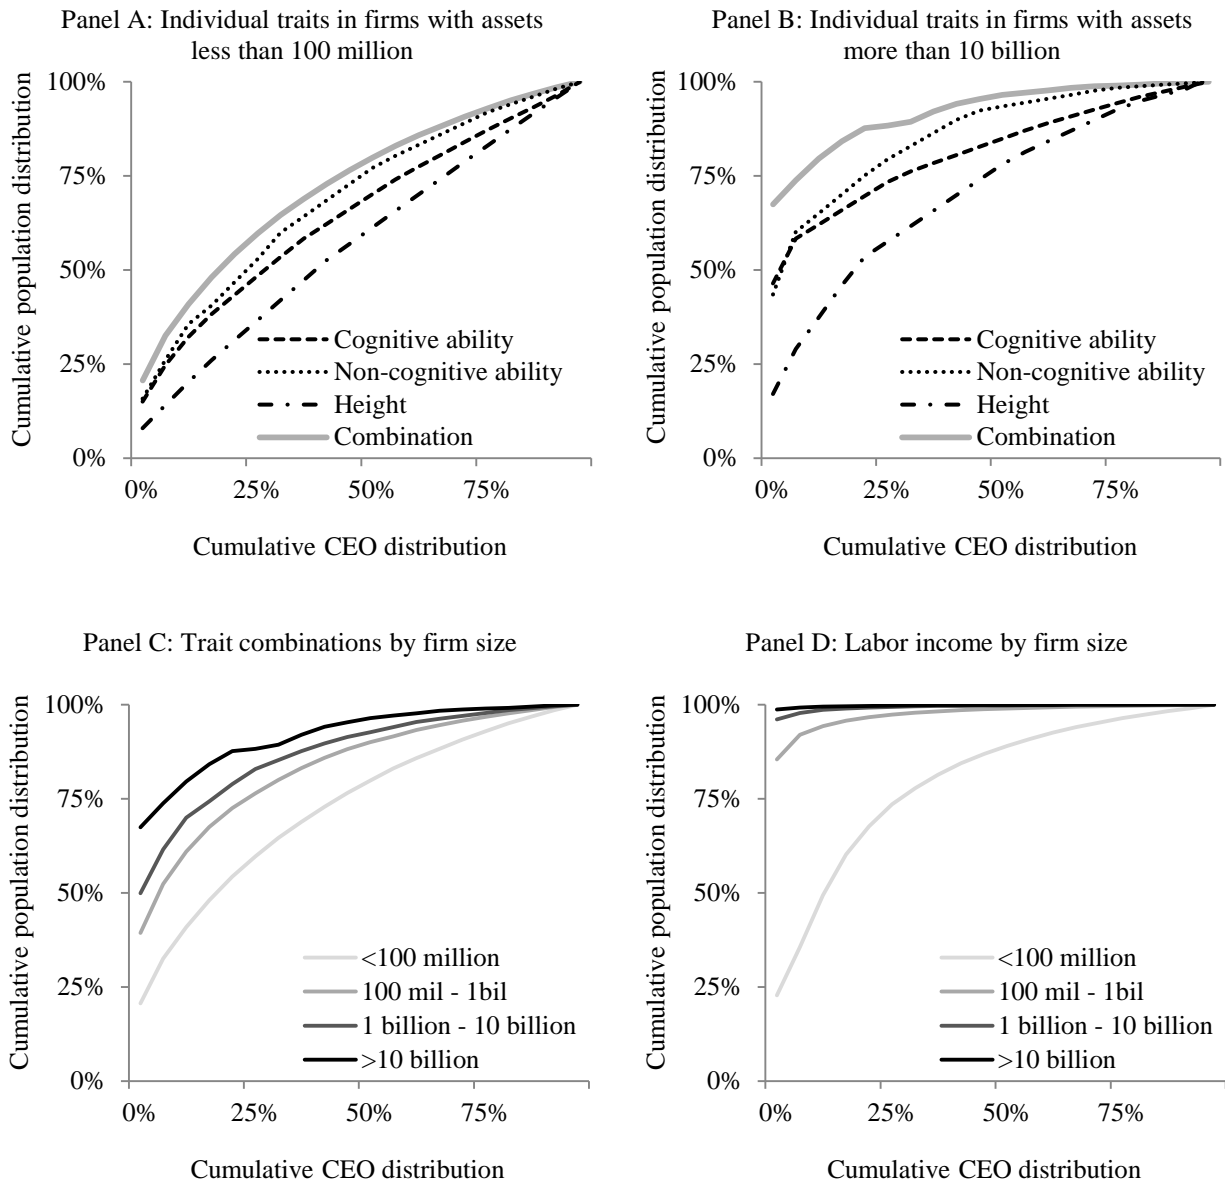 Panel A: Individual traits in firms with assets
less than 100 million
Cumulative population distribution
100%
75%
50%
25%
0%
Cognitive ability
Non-cognitive ability
Height
Combination
0%
25%
50%
75%
Cumulative CEO distribution
Panel B: Individual traits in firms with assets
more than 10 billion
Cumulative population distribution
100%
75%
50%
25%
0%
Cognitive ability
Non-cognitive ability
Height
Combination
0%
25%
50%
75%
Cumulative CEO distribution
Panel C: Trait combinations by firm size
Cumulative population distribution
100%
75%
50%
25%
0%
<100 million
100 mil - 1bil
1 billion - 10 billion
>10 billion
0%
25%
50%
75%
Cumulative CEO distribution
Panel D: Labor income by firm size
Cumulative population distribution
100%
75%
50%
25%
0%
<100 million
100 mil - 1bil
1 billion - 10 billion
>10 billion
0%
25%
50%
75%
Cumulative CEO distribution